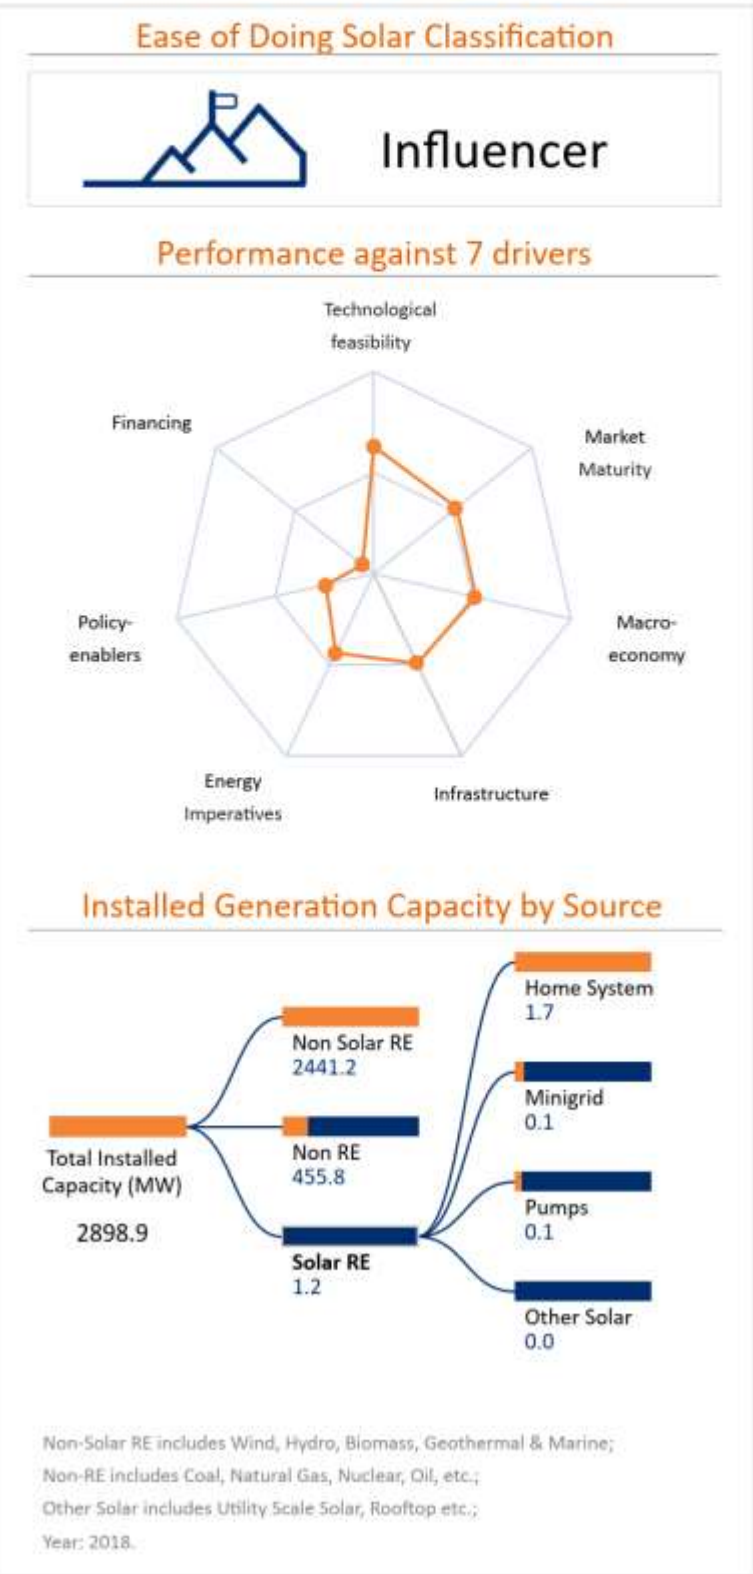 Ease of Doing Solar Classification
Influencer
Performance against 7 drivers
Technological
feasibility
Financing
Market
Maturity
Policy-
enablers
Macro-
economy
Energy
Imperatives
Infrastructure
Installed Generation Capacity by Source
Home System
1.7
Non Solar RE
2441.2
Minigrid
0.1
Total Installed
Capacity (MW)
2898.9
Non RE
455.8
Pumps
0.1
Solar RE
1.2
Other Solar
0.0
Non-Solar RE includes Wind, Hydro, Biomass, Geothermal & Marine;
Non-RE includes Coal, Natural Gas, Nuclear, Oil, etc.;
Other Solar includes Utility Scale Solar, Rooftop etc.;
Year: 2018.